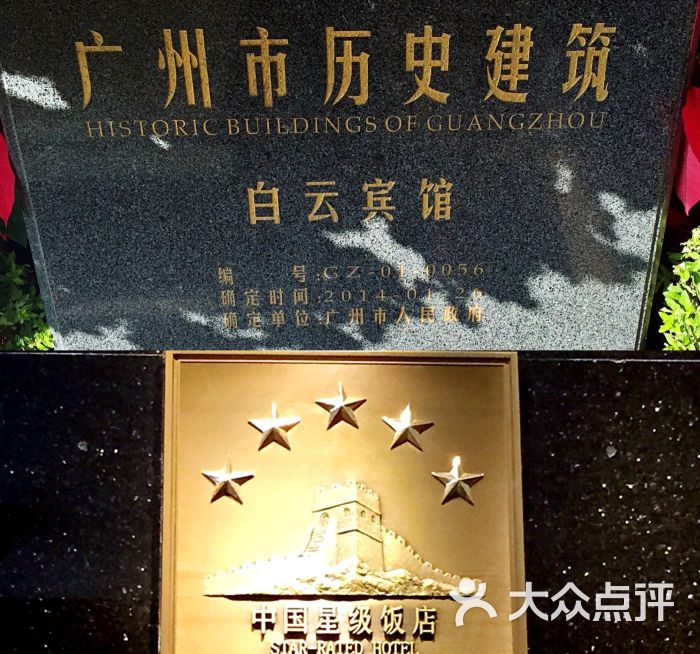 广州市历史建筑
HISTORIC BUILDINGS OF GUANGZHOU
白云宾馆
编 号:GZ-01-0056
确定时间:2014.01.26
确定单位:广州市人民政府
中国星级饭店
STAR-RATED HOTEL
大众点评